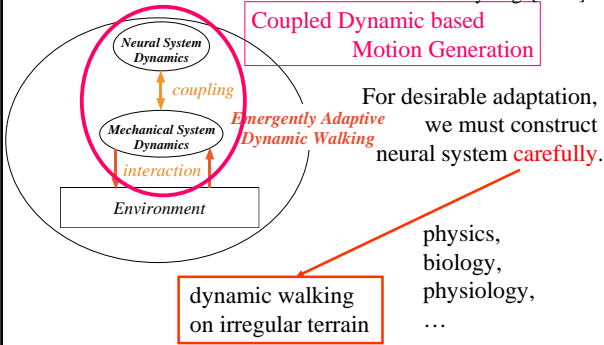 Coupled Dynamic based
Motion Generation
Neural System
Dynamics
coupling
Emergently Adaptive
Dynamic Walking
Mechanical System
Dynamics
interaction
Environment
For desirable adaptation,
we must construct
neural system carefully.
physics,
biology,
physiology,
…
dynamic walking
on irregular terrain